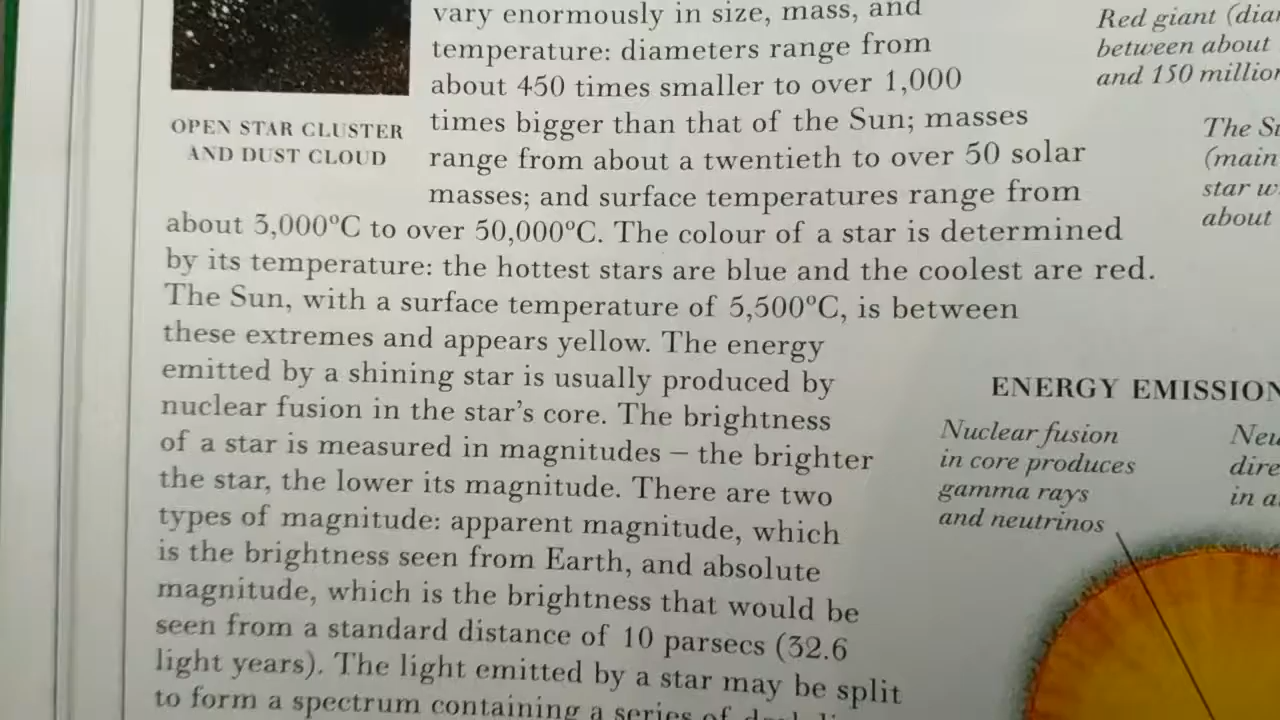 vary enormously in size, mass, and
temperature: diameters range from
about 450 times smaller to over 1,000
times bigger than that of the Sun; masses
range from about a twentieth to over 50 solar
masses; and surface temperatures range from
about 3,000ºC to over 50,000ºC. The colour of a star is determined
by its temperature: the hottest stars are blue and the coolest are red.
The Sun, with a surface temperature of 5,500ºC, is between
these extremes and appears yellow. The energy
emitted by a shining star is usually produced by
nuclear fusion in the star's core. The brightness
of a star is measured in magnitudes – the brighter
the star, the lower its magnitude. There are two
types of magnitude: apparent magnitude, which
is the brightness seen from Earth, and absolute
magnitude, which is the brightness that would be
seen from a standard distance of 10 parsecs (32.6
light years). The light emitted by a star may be split
to form a spectrum containing a series of
OPEN STAR CLUSTER
AND DUST CLOUD
Red giant
between about
and 150
The
(main
star
about
ENERGY
Nuclear fusion
in core produces
gamma rays
and neutrinos
in